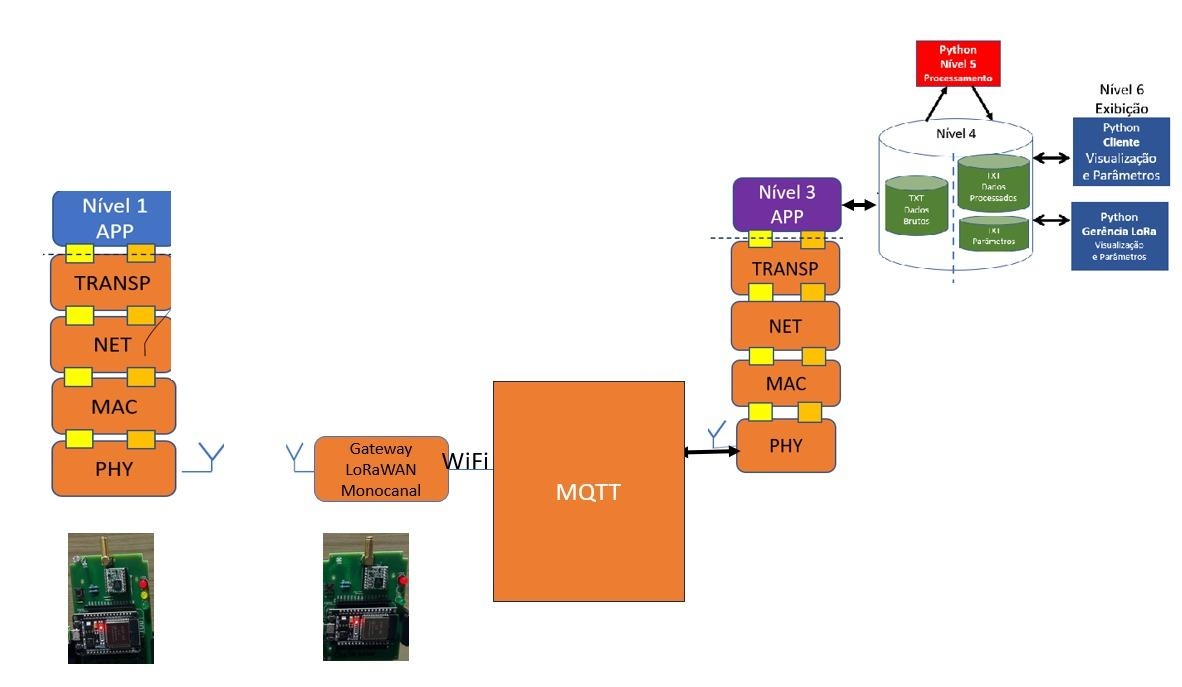 Python
Nível 5
Processamento
Nível 6
Exibição
Nível 4
Python
Cliente
Visualização
e Parâmetros
TXT
Dados
Processados
TXT
Dados
Brutos
TXT
Parâmetros
Python
Gerência LoRa
Visualização
e Parâmetros
Nível 3
APP
TRANSP
NET
MAC
PHY
Nível 1
APP
TRANSP
NET
MAC
PHY
Gateway
LoRaWAN
Monocanal
WiFi
MQTT